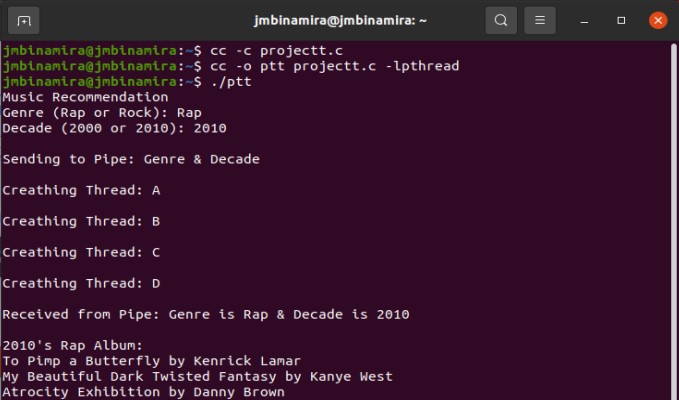 jmbinamira@jmbinamira: ~
jmbinamira@jmbinamira:~$ cc -c projectt.c
jmbinamira@jmbinamira:~$ cc -o ptt projectt.c -lpthread
jmbinamira@jmbinamira:~$ ./ptt
Music Recommendation
Genre (Rap or Rock): Rap
Decade (2000 or 2010): 2010
Sending to Pipe: Genre & Decade
Creathing Thread: A
Creathing Thread: B
Creathing Thread: C
Creathing Thread: D
Received from Pipe: Genre is Rap & Decade is 2010
2010's Rap Album:
To Pimp a Butterfly by Kenrick Lamar
My Beautiful Dark Twisted Fantasy by Kanye West
Atrocity Exhibition by Danny Brown